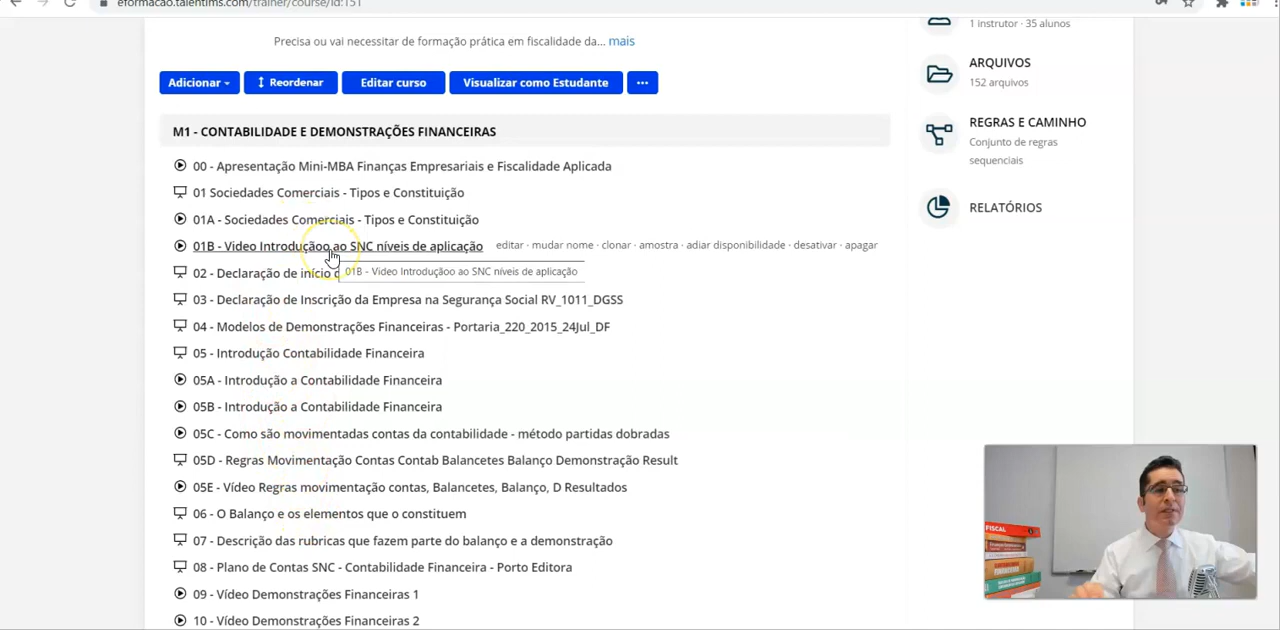 eformacao.talentlms.com/trainer/course/id:151
1 instrutor · 35 alunos
Precisa ou vai necessitar de formação prática em fiscalidade da... mais
ARQUIVOS
152 arquivos
Adicionar Reordenar Editar curso Visualizar como Estudante ···
REGRAS E CAMINHO
Conjunto de regras
sequenciais
RELATÓRIOS
M1 - CONTABILIDADE E DEMONSTRAÇÕES FINANCEIRAS
00 - Apresentação Mini-MBA Finanças Empresariais e Fiscalidade Aplicada
01 Sociedades Comerciais - Tipos e Constituição
01A - Sociedades Comerciais - Tipos e Constituição
01B - Video Introduçãoo ao SNC níveis de aplicação editar · mudar nome · clonar · amostra · adiar disponibilidade · desativar · apagar
02 - Declaração de início
01B - Video Introduçãoo ao SNC níveis de aplicação
03 - Declaração de Inscrição da Empresa na Segurança Social RV_1011_DGSS
04 - Modelos de Demonstrações Financeiras - Portaria_220_2015_24Jul_DF
05 - Introdução Contabilidade Financeira
05A - Introdução a Contabilidade Financeira
05B - Introdução a Contabilidade Financeira
05C - Como são movimentadas contas da contabilidade - método partidas dobradas
05D - Regras Movimentação Contas Contab Balancetes Balanço Demonstração Result
05E - Vídeo Regras movimentação contas, Balancetes, Balanço, D Resultados
06 - O Balanço e os elementos que o constituem
07 - Descrição das rubricas que fazem parte do balanço e a demonstração
08 - Plano de Contas SNC - Contabilidade Financeira - Porto Editora
09 - Vídeo Demonstrações Financeiras 1
10 - Vídeo Demonstrações Financeiras 2
FISCAL